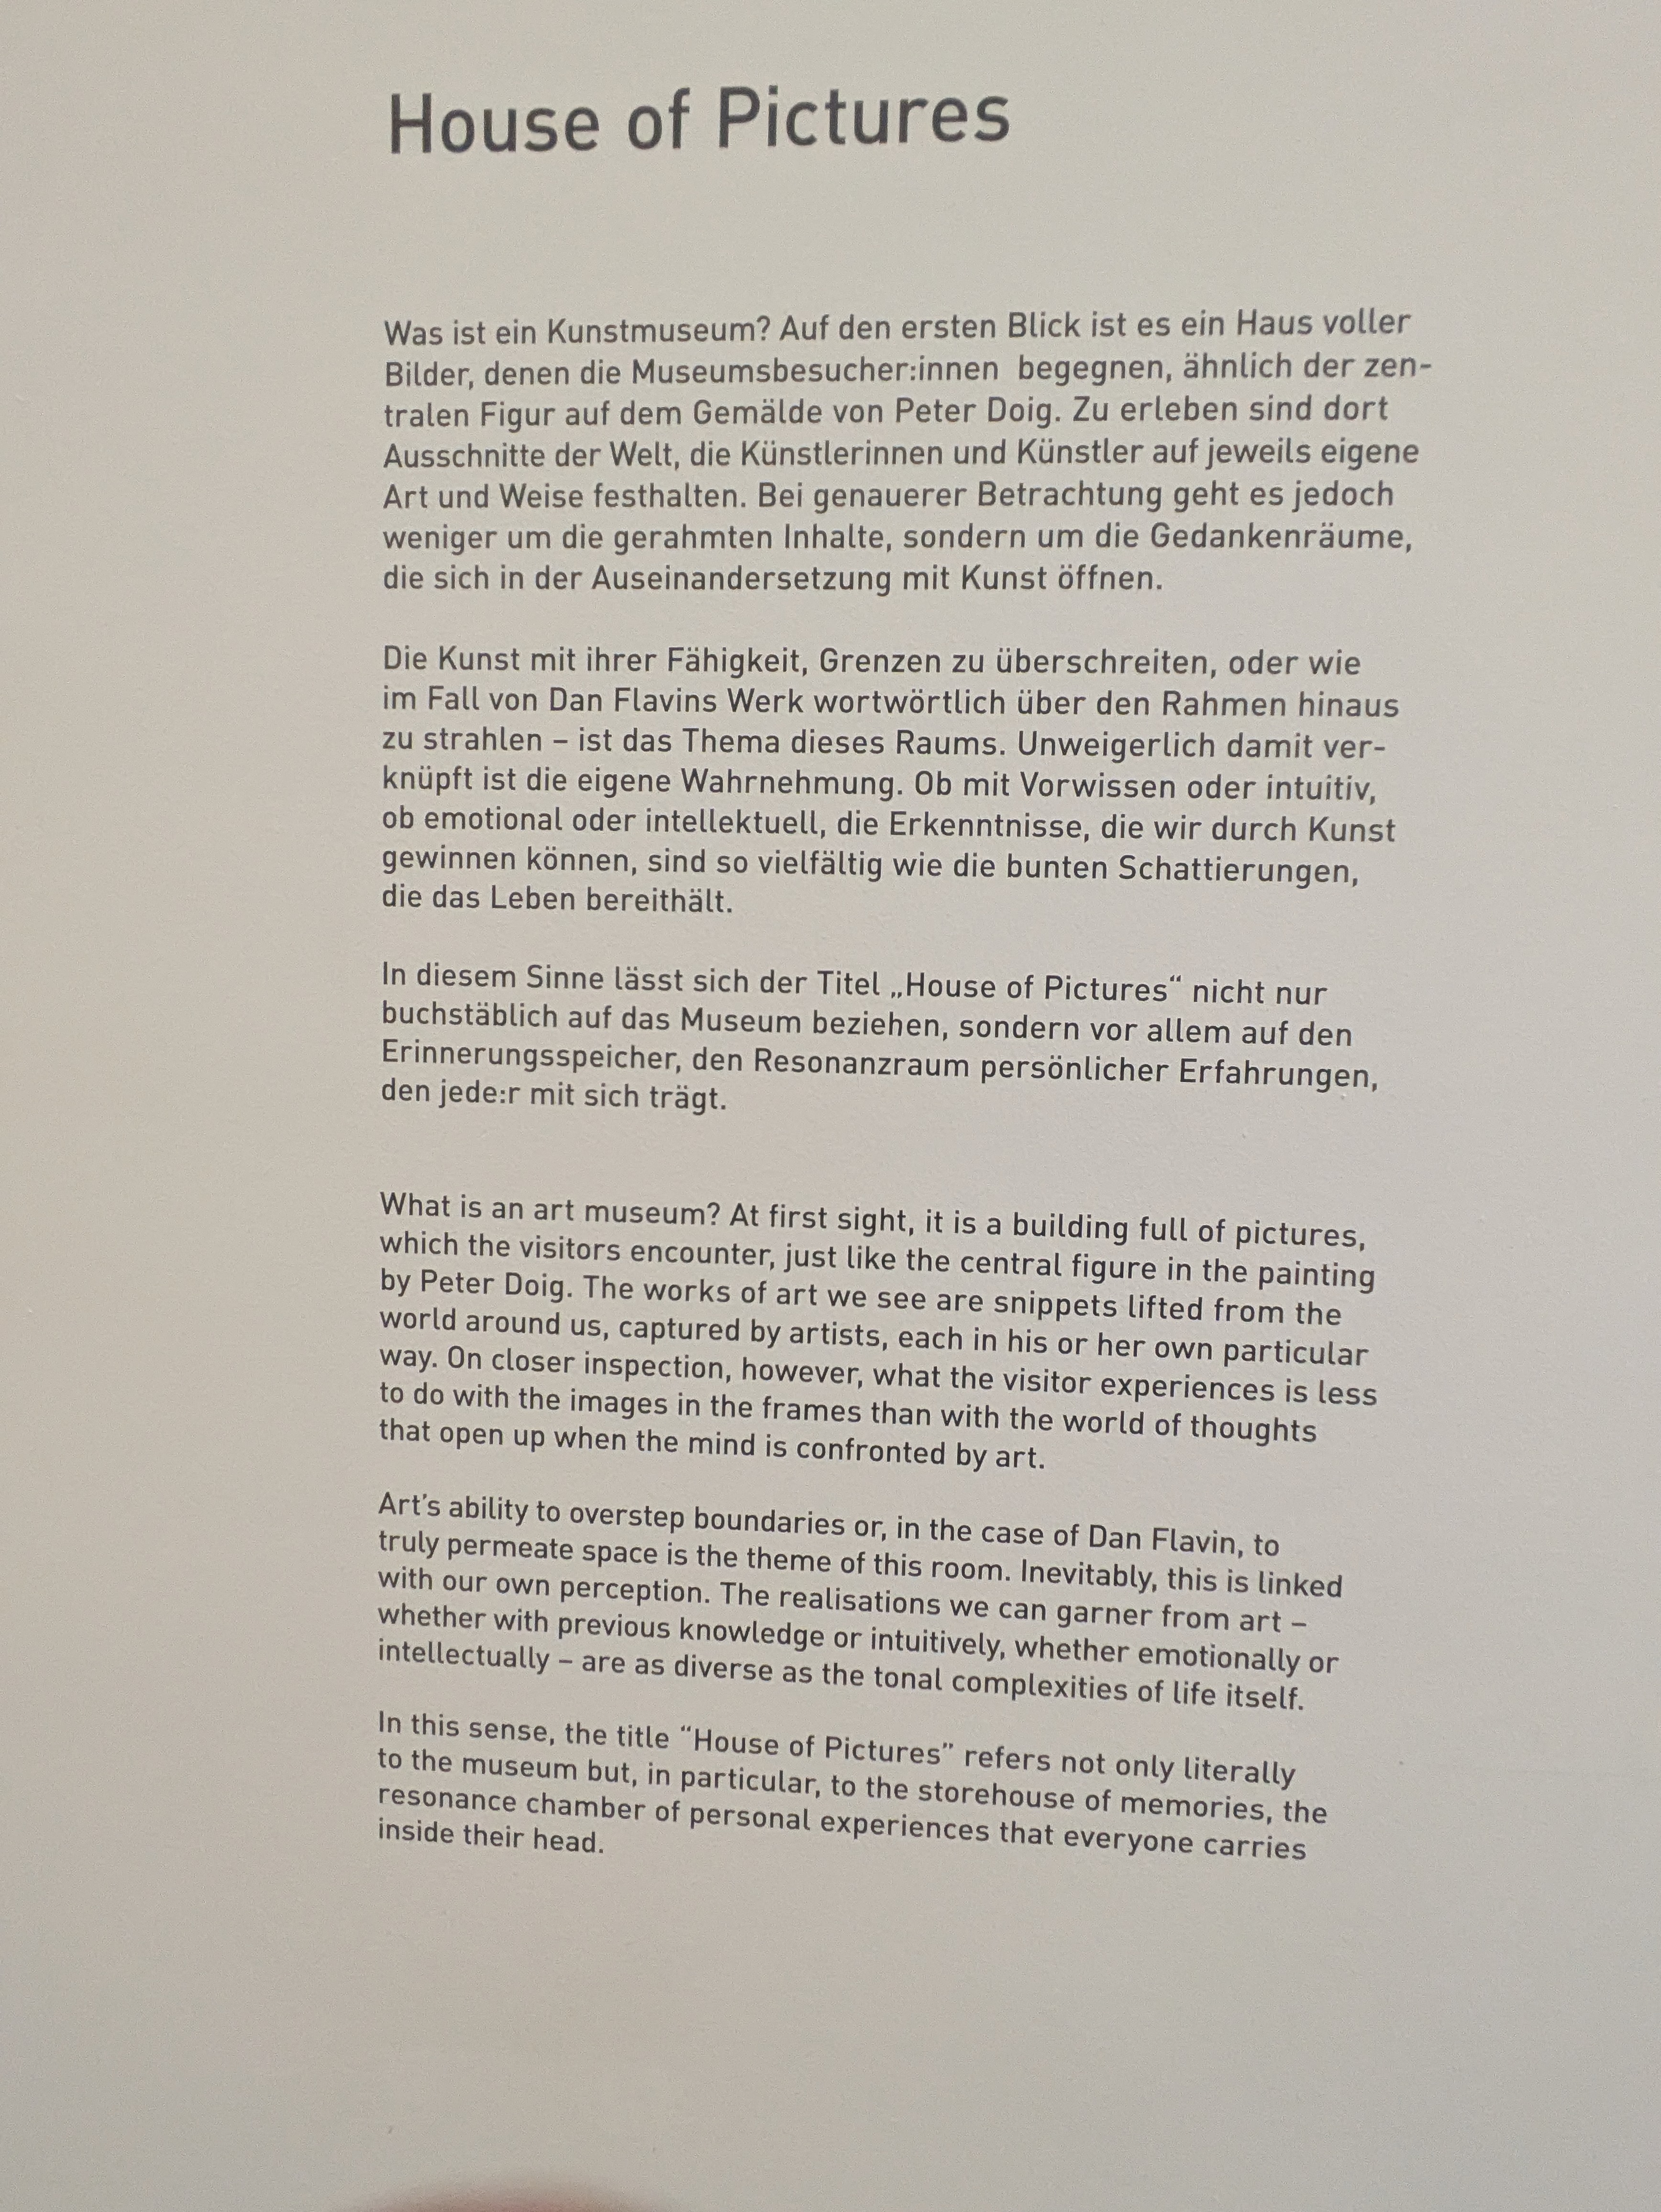 House of Pictures
Was ist ein Kunstmuseum? Auf den ersten Blick ist es ein Haus voller
Bilder, denen die Museumsbesucher:innen begegnen, ähnlich der zen-
tralen Figur auf dem Gemälde von Peter Doig. Zu erleben sind dort
Ausschnitte der Welt, die Künstlerinnen und Künstler auf jeweils eigene
Art und Weise festhalten. Bei genauerer Betrachtung geht es jedoch
weniger um die gerahmten Inhalte, sondern um die Gedankenräume,
die sich in der Auseinandersetzung mit Kunst öffnen.
Die Kunst mit ihrer Fähigkeit, Grenzen zu überschreiten, oder wie
im Fall von Dan Flavins Werk wortwörtlich über den Rahmen hinaus
zu strahlen – ist das Thema dieses Raums. Unweigerlich damit ver-
knüpft ist die eigene Wahrnehmung. Ob mit Vorwissen oder intuitiv,
ob emotional oder intellektuell, die Erkenntnisse, die wir durch Kunst
gewinnen können, sind so vielfältig wie die bunten Schattierungen,
die das Leben bereithält.
In diesem Sinne lässt sich der Titel „House of Pictures“ nicht nur
buchstäblich auf das Museum beziehen, sondern vor allem auf den
Erinnerungsspeicher, den Resonanzraum persönlicher Erfahrungen,
den jede:r mit sich trägt.
What is an art museum? At first sight, it is a building full of pictures,
which the visitors encounter, just like the central figure in the painting
by Peter Doig. The works of art we see are snippets lifted from the
world around us, captured by artists, each in his or her own particular
way. On closer inspection, however, what the visitor experiences is less
to do with the images in the frames than with the world of thoughts
that open up when the mind is confronted by art.
Art’s ability to overstep boundaries or, in the case of Dan Flavin, to
truly permeate space is the theme of this room. Inevitably, this is linked
with our own perception. The realisations we can garner from art –
whether with previous knowledge or intuitively, whether emotionally or
intellectually – are as diverse as the tonal complexities of life itself.
In this sense, the title “House of Pictures” refers not only literally
to the museum but, in particular, to the storehouse of memories, the
resonance chamber of personal experiences that everyone carries
inside their head.